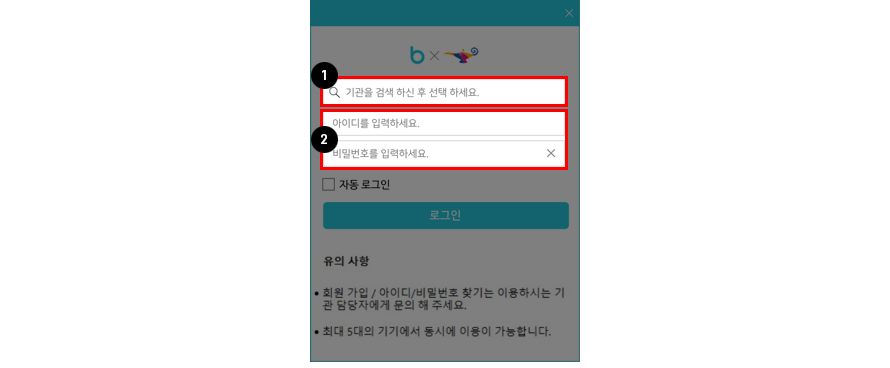 b ×
1
기관을 검색 하신 후 선택 하세요.
아이디를 입력하세요.
2
비밀번호를 입력하세요.
자동 로그인
로그인
유의 사항
• 회원 가입 / 아이디/비밀번호 찾기는 이용하시는 기
관 담당자에게 문의 해 주세요.
• 최대 5대의 기기에서 동시에 이용이 가능합니다.